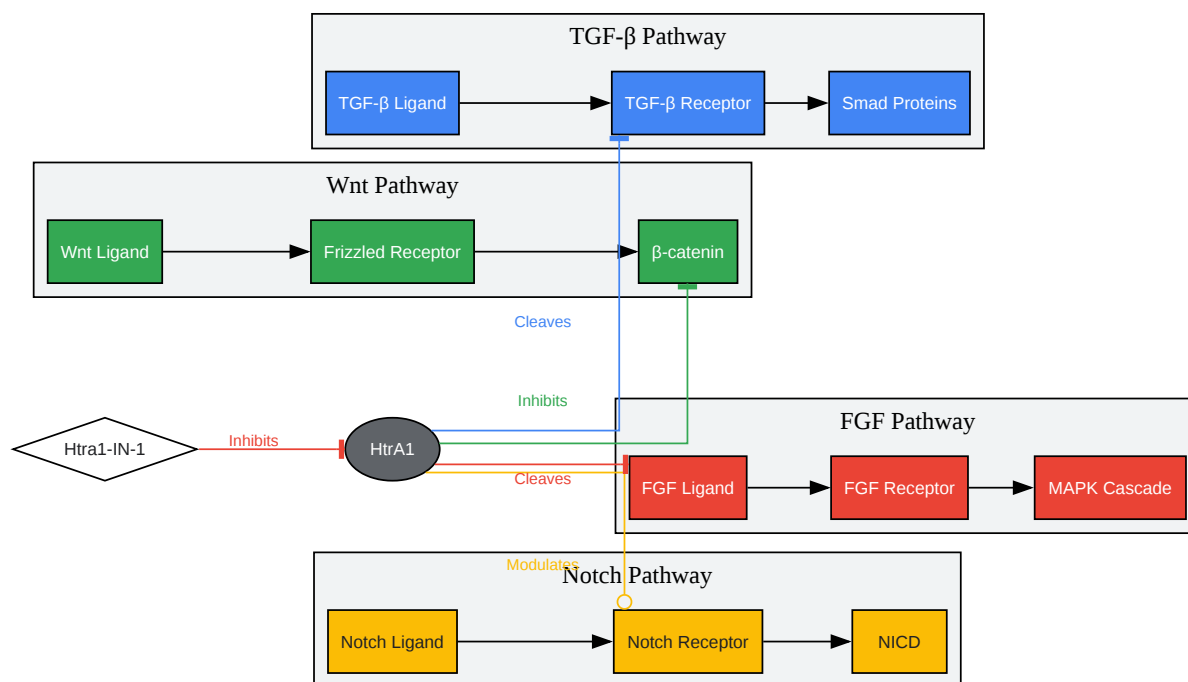 TGF-β Pathway
TGF-β Ligand
TGF-β Receptor
Smad Proteins
Wnt Pathway
Wnt Ligand
Frizzled Receptor
β-catenin
Cleaves
Inhibits
Htra1-IN-1
Inhibits
HtrA1
Cleaves
FGF Pathway
FGF Ligand
FGF Receptor
MAPK Cascade
Modulates
Notch Pathway
Notch Ligand
Notch Receptor
NICD